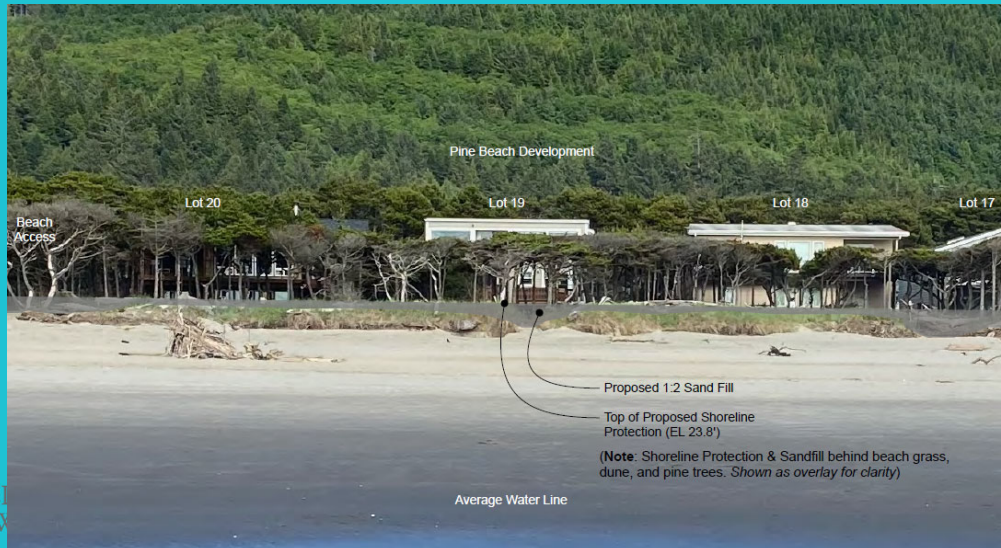 Pine Beach Development
Lot 20
Lot 19
Lot 18
Lot 17
Beach
Access
Proposed 1:2 Sand Fill
Top of Proposed Shoreline
Protection (EL 23.8')
(Note: Shoreline Protection & Sandfill behind beach grass,
dune, and pine trees. Shown as overlay for clarity)
Average Water Line